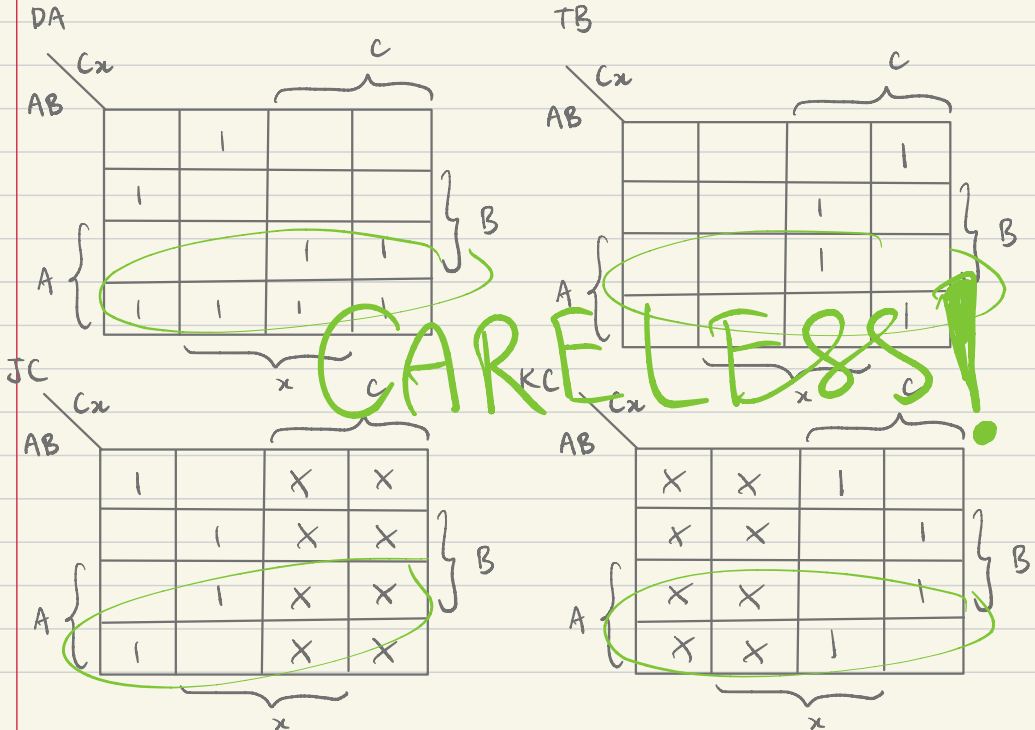 DA TB
C C
Cx Cx
AB AB
1 1
1 1
B B
A 1 1 A 1
1 1 1 1 1
x x
CARELESS!
JC KC
C C
Cx Cx
AB AB
1 X X X X 1
1 X X X X 1
B B
A 1 X X A X X 1
1 X X X X 1
x x